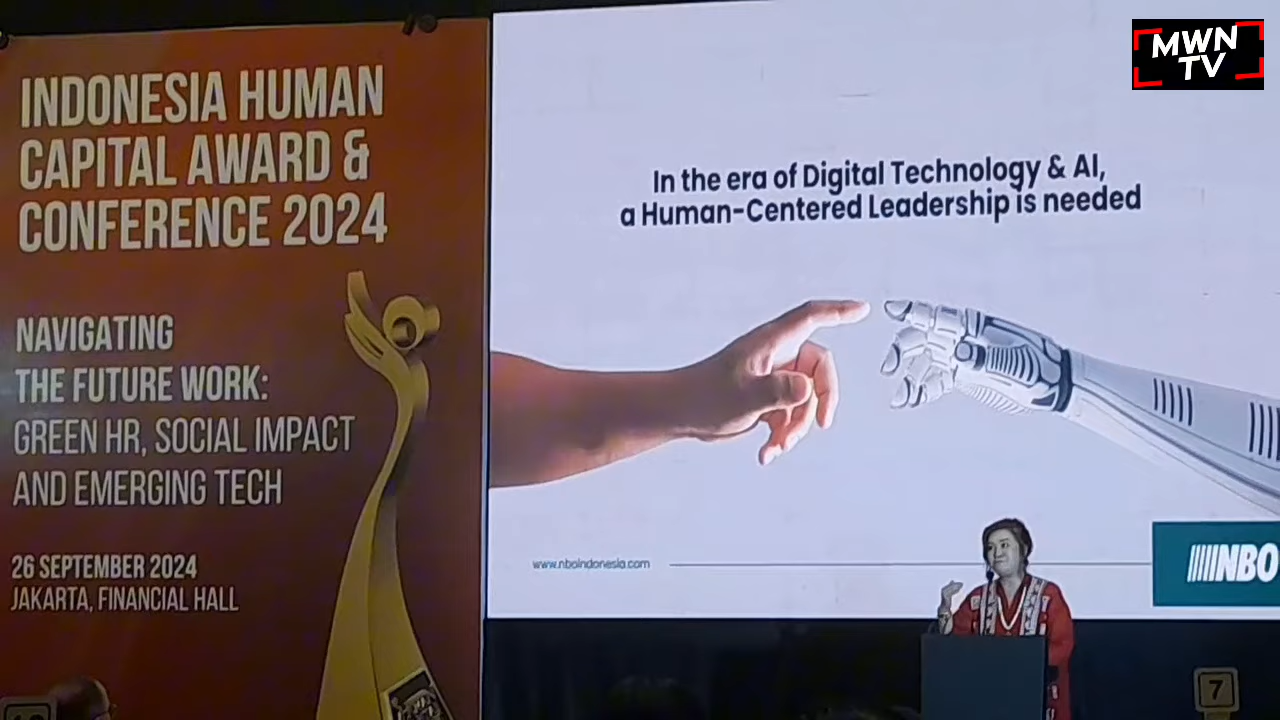 INDONESIA HUMAN
CAPITAL AWARD &
CONFERENCE 2024
NAVIGATING
THE FUTURE WORK:
GREEN HR, SOCIAL IMPACT
AND EMERGING TECH
26 SEPTEMBER 2024
JAKARTA, FINANCIAL HALL
MWN
TV
In the era of Digital Technology & AI,
a Human-Centered Leadership is needed
www.nboindonesia.com
NBO
7